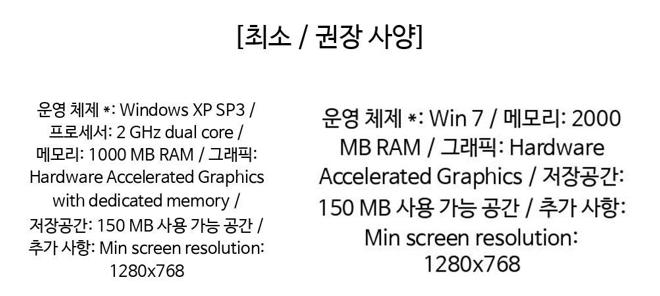 [최소 / 권장 사양]
운영 체제 *: Windows XP SP3 /
프로세서: 2 GHz dual core /
메모리: 1000 MB RAM / 그래픽:
Hardware Accelerated Graphics
with dedicated memory /
저장공간: 150 MB 사용 가능 공간 /
추가 사항: Min screen resolution:
1280x768
운영 체제 *: Win 7 / 메모리: 2000
MB RAM / 그래픽: Hardware
Accelerated Graphics / 저장공간:
150 MB 사용 가능 공간 / 추가 사항:
Min screen resolution:
1280x768